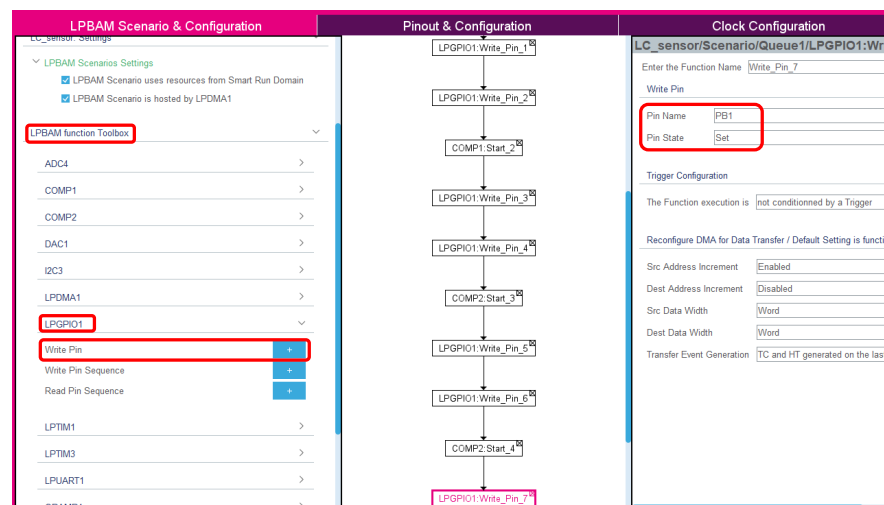 LPBAM Scenario & Configuration
Pinout & Configuration
Clock Configuration
LC_sensor: Settings
LPBAM Scenarios Settings
LPBAM Scenario uses resources from Smart Run Domain
LPBAM Scenario is hosted by LPDMA1
LPBAM function Toolbox
ADC4
COMP1
COMP2
DAC1
I2C3
LPDMA1
LPGPIO1
Write Pin +
Write Pin Sequence +
Read Pin Sequence +
LPTIM1
LPTIM3
LPUART1
LPGPIO1:Write_Pin_1
LPGPIO1:Write_Pin_2
COMP1:Start_2
LPGPIO1:Write_Pin_3
LPGPIO1:Write_Pin_4
COMP2:Start_3
LPGPIO1:Write_Pin_5
LPGPIO1:Write_Pin_6
COMP2:Start_4
LPGPIO1:Write_Pin_7
LC_sensor/Scenario/Queue1/LPGPIO1:Wri
Enter the Function Name Write_Pin_7
Write Pin
Pin Name PB1
Pin State Set
Trigger Configuration
The Function execution is not conditionned by a Trigger
Reconfigure DMA for Data Transfer / Default Setting is functi
Src Address Increment Enabled
Dest Address Increment Disabled
Src Data Width Word
Dest Data Width Word
Transfer Event Generation TC and HT generated on the las